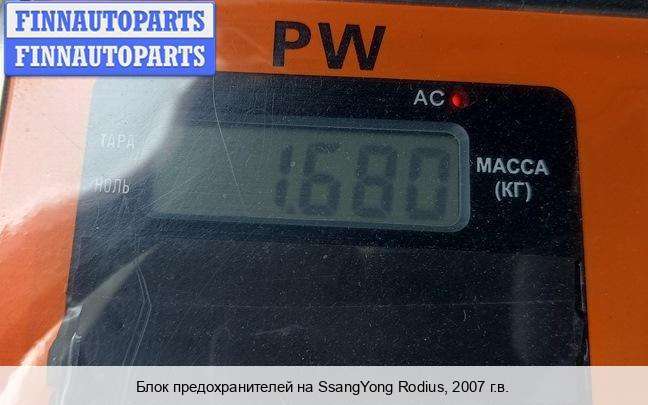 FINNAUTOPARTS
FINNAUTOPARTS
PW
AC
ТАРА
НОЛЬ
1.680
МАССА
(КГ)
Блок предохранителей на SsangYong Rodius, 2007 г.в.